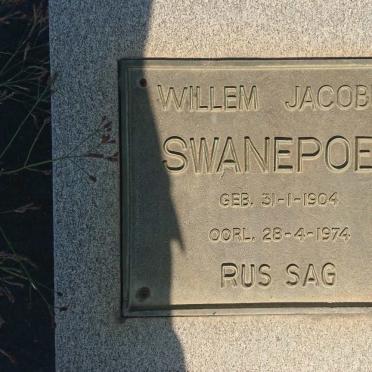 WILLEM JACOB
SWANEPOE
GEB. 31-1-1904
OORL. 28-4-1974
RUS SAG